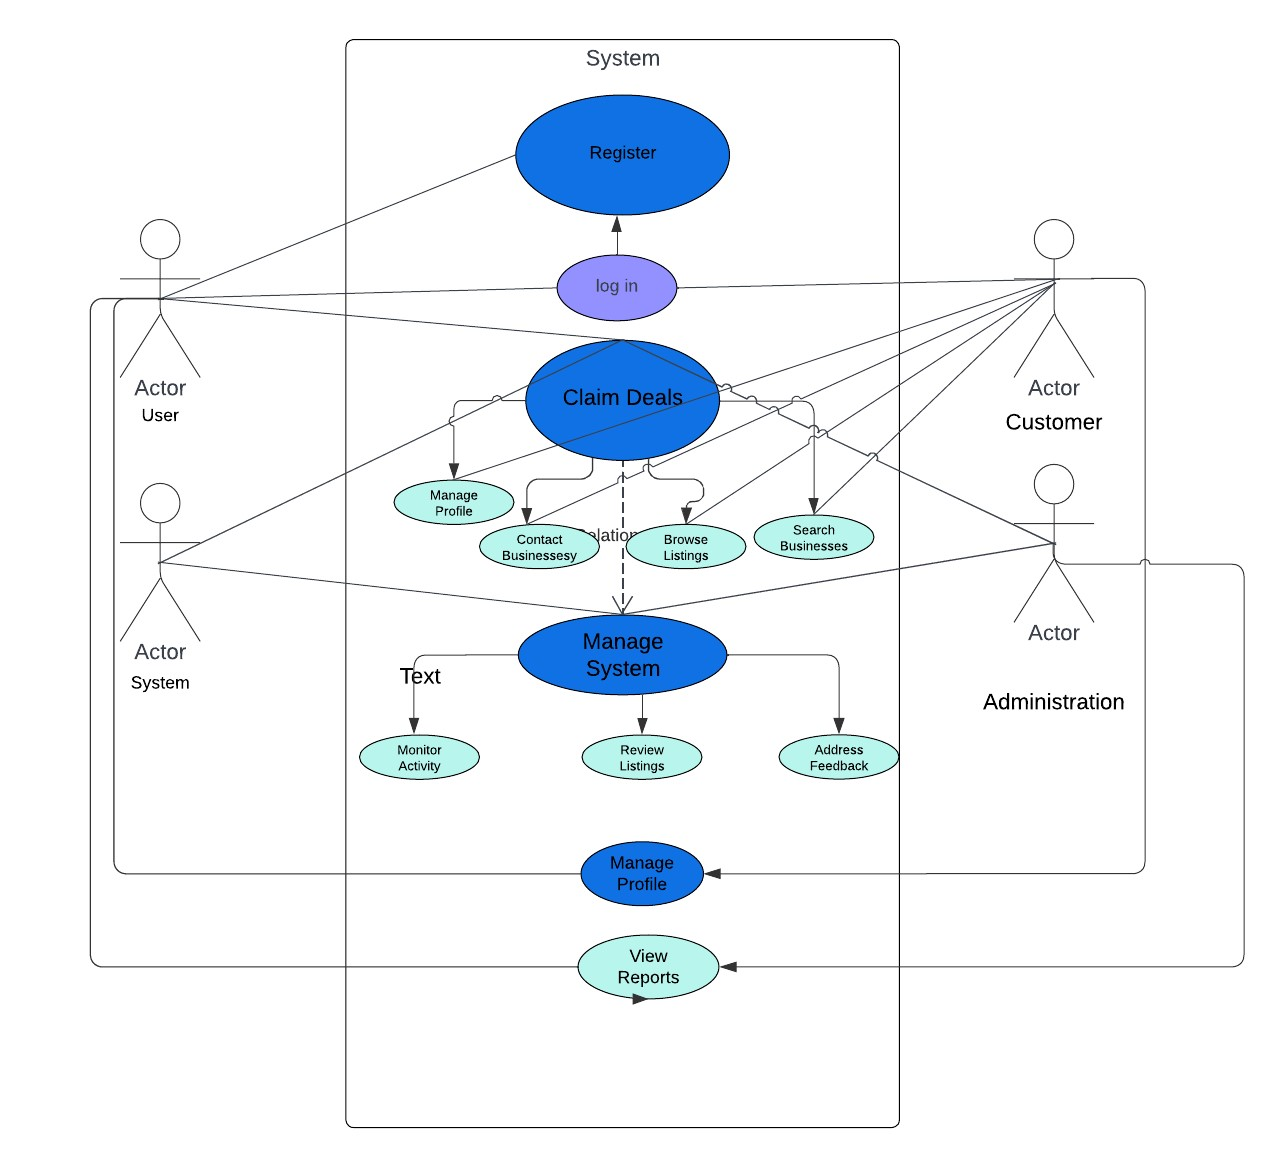 System
Register
log in
Actor
User
Actor
Customer
Claim Deals
Manage
Profile
Contact
Businessesy
Browse
Listings
Search
Businesses
Actor
System
Actor
Administration
Manage
System
Text
Monitor
Activity
Review
Listings
Address
Feedback
Manage
Profile
View
Reports